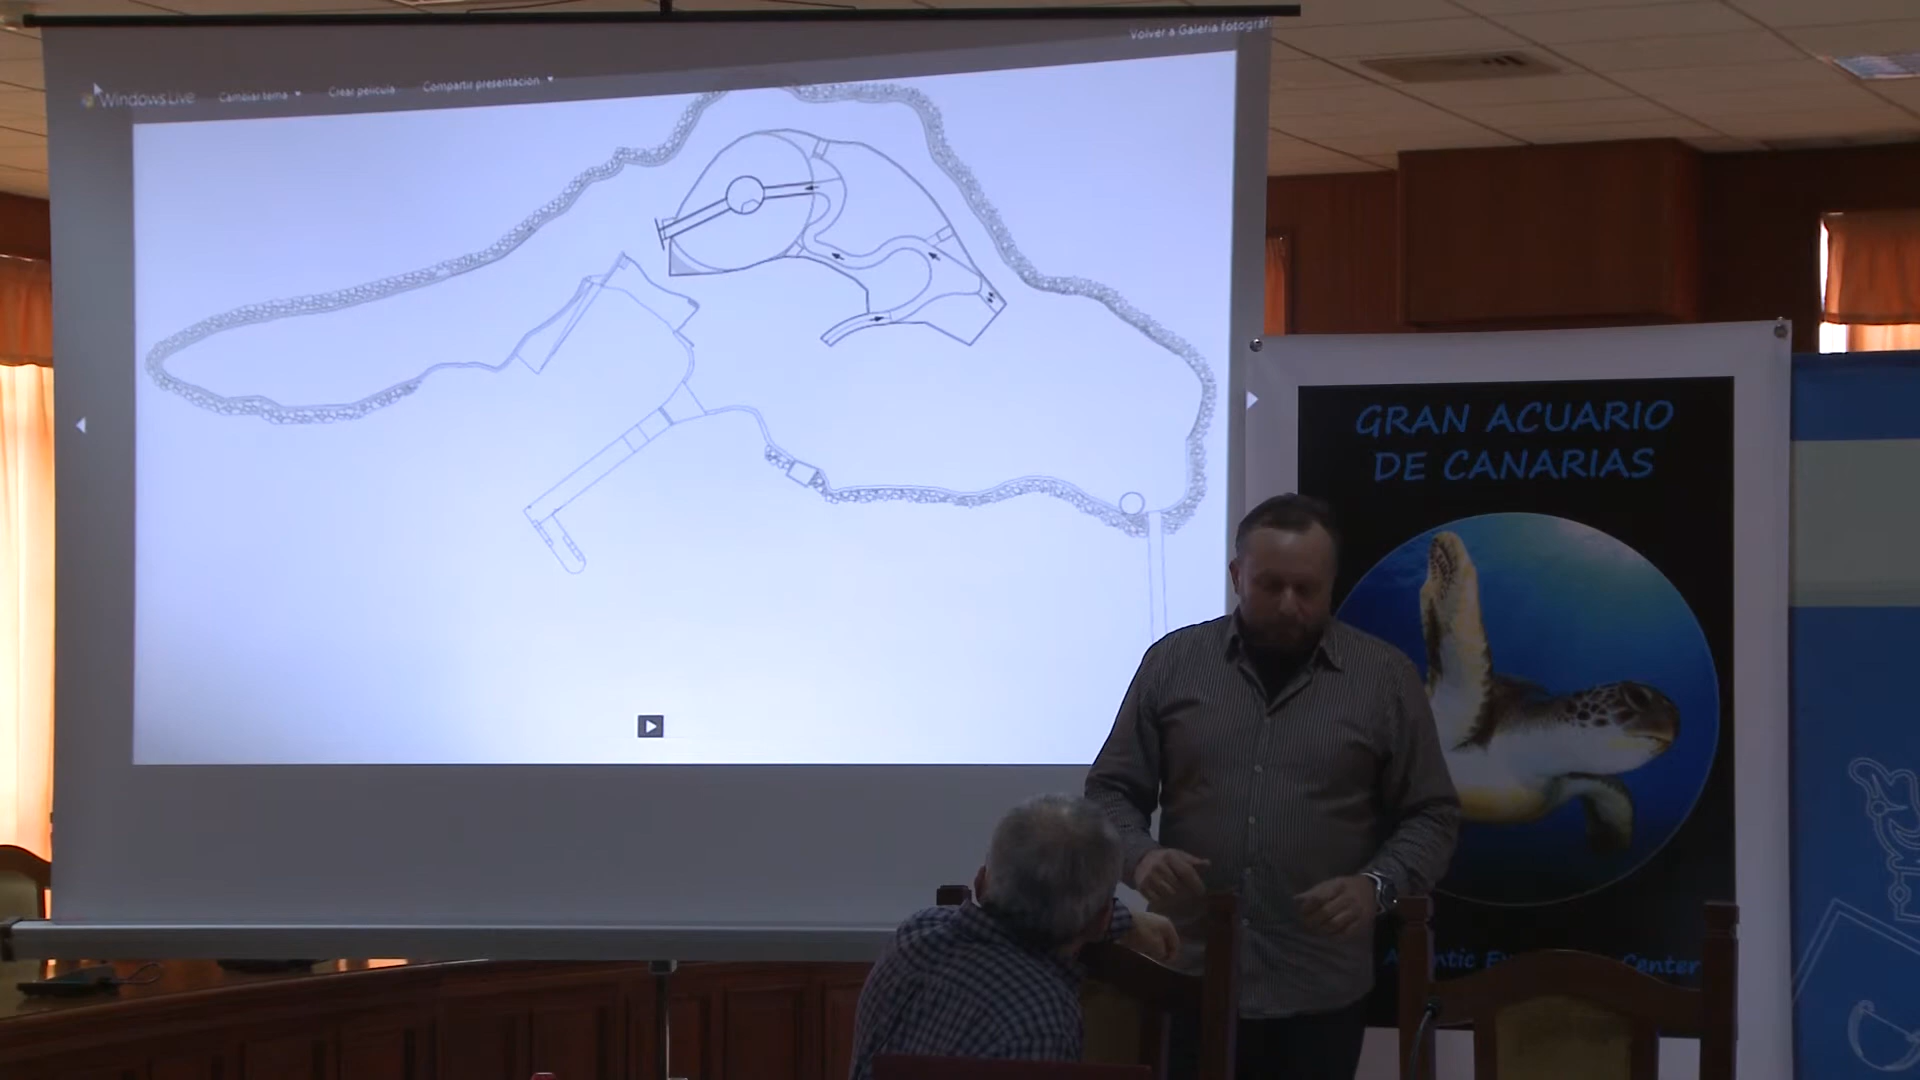 Volver a Galería fotográf
Windows Live Cambiar tema Crear película Compartir presentación
GRAN ACUARIO
DE CANARIAS
Center